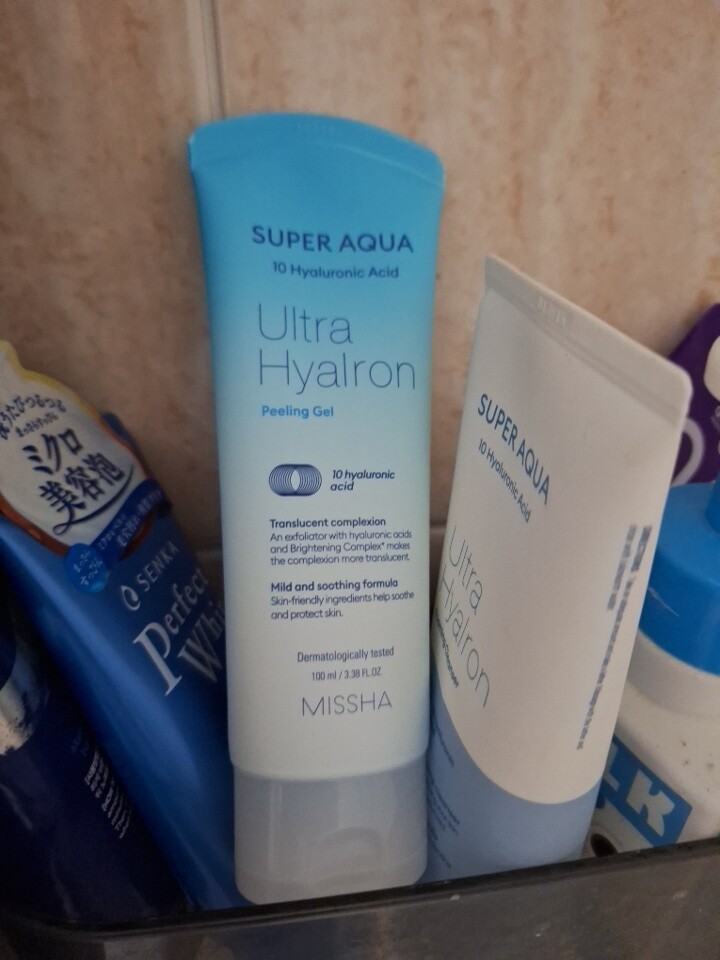 SUPER AQUA
10 Hyaluronic Acid
Ultra
Hyalron
Peeling Gel
10 hyaluronic
acid
Translucent complexion
An exfoliator with hyaluronic acids
and Brightening Complex* makes
the complexion more translucent.
Mild and soothing formula
Skin-friendly ingredients help soothe
and protect skin.
Dermatologically tested
100 ml / 3.38 FL.OZ.
MISSHA
SUPER AQUA
10 Hyaluronic Acid
Ultra
Hyalron
ミクロ
美容泡
SENKA
Perfect
Whi
LK